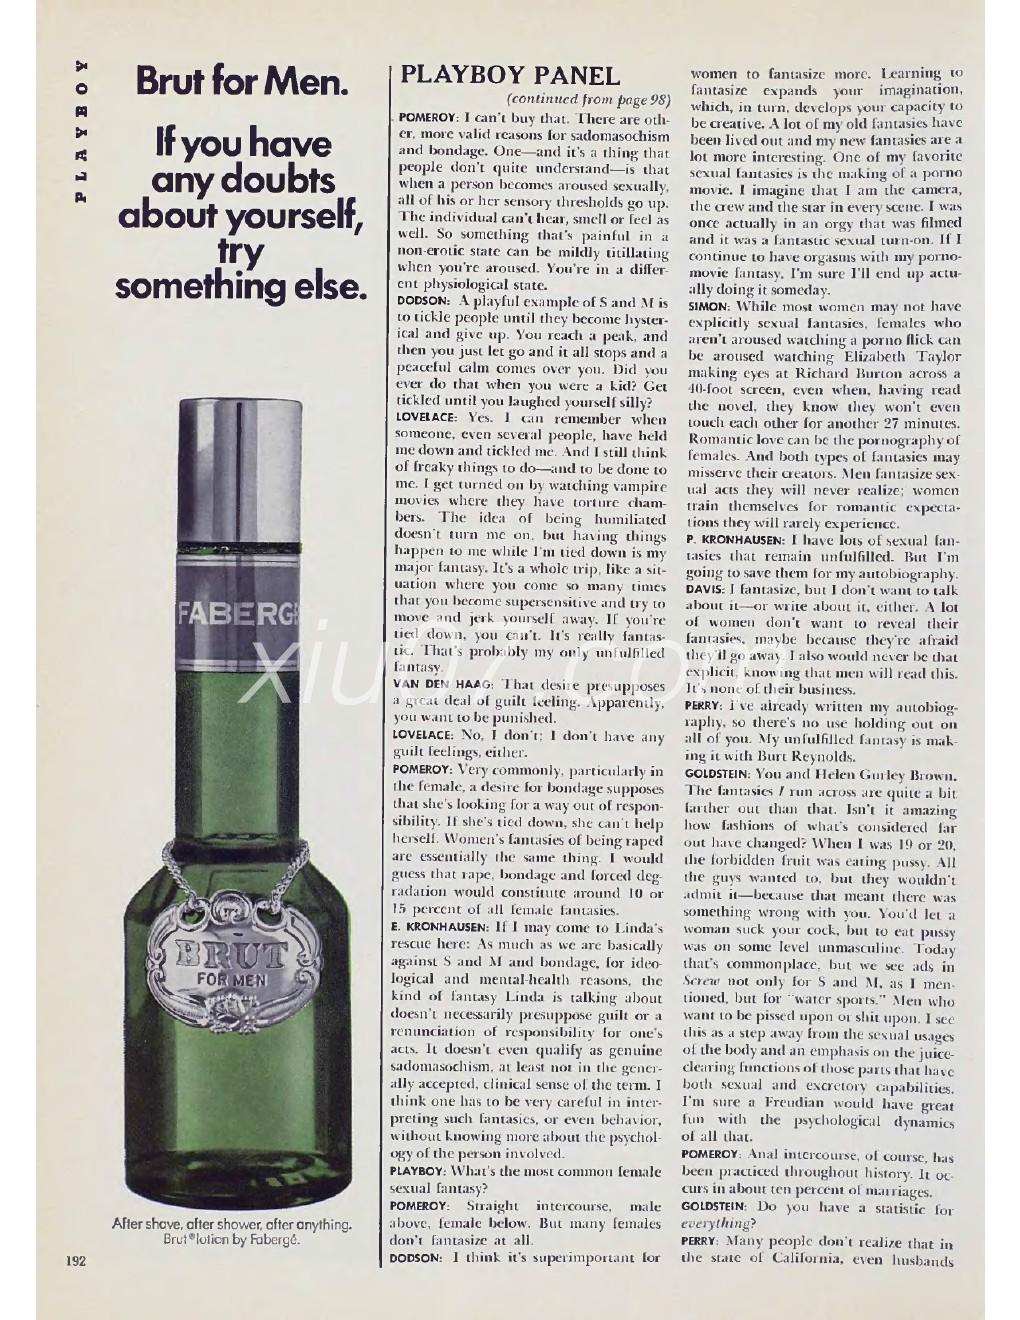 PLAYBOY
Brut for Men.
If you have
any doubts
about yourself,
try
something else.
FABERGE
BRUT
FOR MEN
After shave, after shower, after anything.
Brut® lotion by Fabergé.
192
PLAYBOY PANEL
(continued from page 98)
POMEROY: I can't buy that. There are oth-
er, more valid reasons for sadomasochism
and bondage. One—and it's a thing that
people don't quite understand—is that
when a person becomes aroused sexually,
all of his or her sensory thresholds go up.
The individual can't hear, smell or feel as
well. So something that's painful in a
non-erotic state can be mildly titillating
when you're aroused. You're in a differ-
ent physiological state.
DODSON: A playful example of S and M is
to tickle people until they become hyster-
ical and give up. You reach a peak, and
then you just let go and it all stops and a
peaceful calm comes over you. Did you
ever do that when you were a kid? Get
tickled until you laughed yourself silly?
LOVELACE: Yes. I can remember when
someone, even several people, have held
me down and tickled me. And I still think
of freaky things to do—and to be done to
me. I get turned on by watching vampire
movies where they have torture cham-
bers. The idea of being humiliated
doesn't turn me on, but having things
happen to me while I'm tied down is my
major fantasy. It's a whole trip, like a sit-
uation where you come so many times
that you become supersensitive and try to
move and jerk yourself away. If you're
tied down, you can't. It's really fantas-
tic. That's probably my only unfulfilled
fantasy.
VAN DEN HAAG: That desire presupposes
a great deal of guilt feeling. Apparently,
you want to be punished.
LOVELACE: No, I don't; I don't have any
guilt feelings, either.
POMEROY: Very commonly, particularly in
the female, a desire for bondage supposes
that she's looking for a way out of respon-
sibility. If she's tied down, she can't help
herself. Women's fantasies of being raped
are essentially the same thing. I would
guess that rape, bondage and forced deg-
radation would constitute around 10 or
15 percent of all female fantasies.
E. KRONHAUSEN: If I may come to Linda's
rescue here: As much as we are basically
against S and M and bondage, for ideo-
logical and mental-health reasons, the
kind of fantasy Linda is talking about
doesn't necessarily presuppose guilt or a
renunciation of responsibility for one's
acts. It doesn't even qualify as genuine
sadomasochism, at least not in the gener-
ally accepted, clinical sense of the term. I
think one has to be very careful in inter-
preting such fantasies, or even behavior,
without knowing more about the psychol-
ogy of the person involved.
PLAYBOY: What's the most common female
sexual fantasy?
POMEROY: Straight intercourse, male
above, female below. But many females
don't fantasize at all.
DODSON: I think it's superimportant for
women to fantasize more. Learning to
fantasize expands your imagination,
which, in turn, develops your capacity to
be creative. A lot of my old fantasies have
been lived out and my new fantasies are a
lot more interesting. One of my favorite
sexual fantasies is the making of a porno
movie. I imagine that I am the camera,
the crew and the star in every scene. I was
once actually in an orgy that was filmed
and it was a fantastic sexual turn-on. If I
continue to have orgasms with my porno-
movie fantasy, I'm sure I'll end up actu-
ally doing it someday.
SIMON: While most women may not have
explicitly sexual fantasies, females who
aren't aroused watching a porno flick can
be aroused watching Elizabeth Taylor
making eyes at Richard Burton across a
40-foot screen, even when, having read
the novel, they know they won't even
touch each other for another 27 minutes.
Romantic love can be the pornography of
females. And both types of fantasies may
misserve their creators. Men fantasize sex-
ual acts they will never realize; women
train themselves for romantic expecta-
tions they will rarely experience.
P. KRONHAUSEN: I have lots of sexual fan-
tasies that remain unfulfilled. But I'm
going to save them for my autobiography.
DAVIS: I fantasize, but I don't want to talk
about it—or write about it, either. A lot
of women don't want to reveal their
fantasies, maybe because they're afraid
they'll go away. I also would never be that
explicit, knowing that men will read this.
It's none of their business.
PERRY: I've already written my autobiog-
raphy, so there's no use holding out on
all of you. My unfulfilled fantasy is mak-
ing it with Burt Reynolds.
GOLDSTEIN: You and Helen Gurley Brown.
The fantasies I run across are quite a bit
farther out than that. Isn't it amazing
how fashions of what's considered far
out have changed? When I was 19 or 20,
the forbidden fruit was eating pussy. All
the guys wanted to, but they wouldn't
admit it—because that meant there was
something wrong with you. You'd let a
woman suck your cock, but to eat pussy
was on some level unmasculine. Today
that's commonplace, but we see ads in
Screw not only for S and M, as I men-
tioned, but for "water sports." Men who
want to be pissed upon or shit upon. I see
this as a step away from the sexual usages
of the body and an emphasis on the juice-
clearing functions of those parts that have
both sexual and excretory capabilities.
I'm sure a Freudian would have great
fun with the psychological dynamics
of all that.
POMEROY: Anal intercourse, of course, has
been practiced throughout history. It oc-
curs in about ten percent of marriages.
GOLDSTEIN: Do you have a statistic for
everything?
PERRY: Many people don't realize that in
the state of California, even husbands